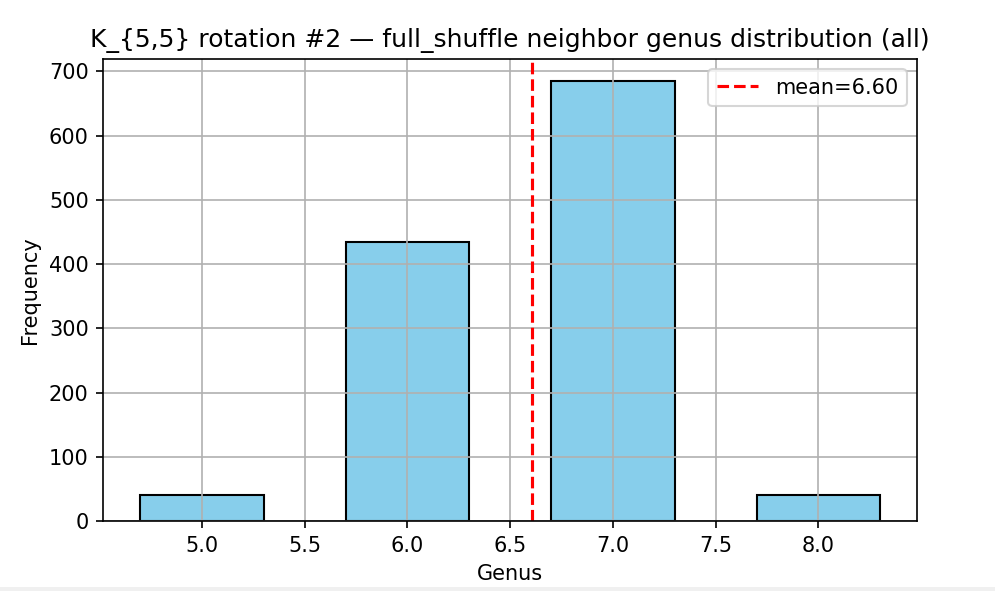 K_{5,5} rotation #2 — full_shuffle neighbor genus distribution (all)
mean=6.60
700
600
500
400
300
200
100
0
Frequency
5.0 5.5 6.0 6.5 7.0 7.5 8.0
Genus